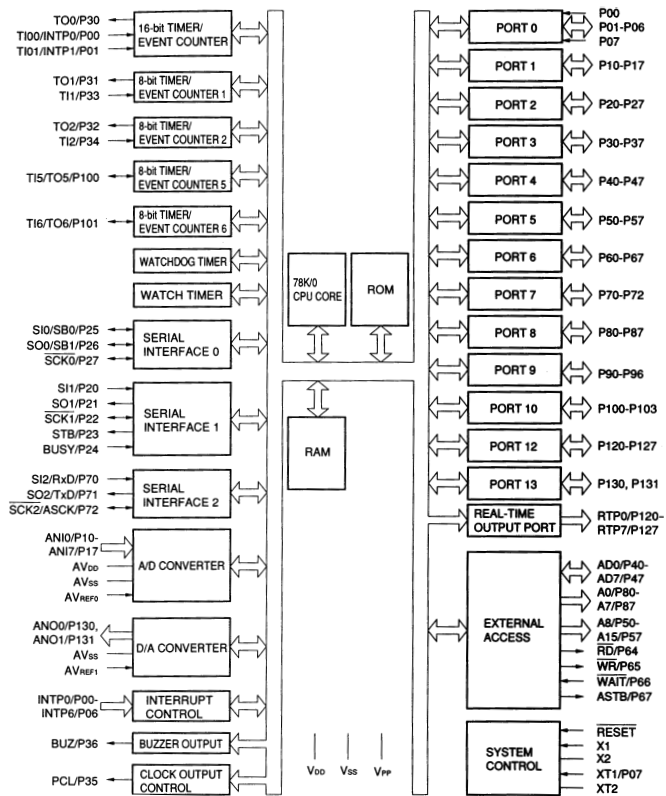 TO0/P30
TI00/INTP0/P00
TI01/INTP1/P01
16-bit TIMER/
EVENT COUNTER
TO1/P31
TI1/P33
8-bit TIMER/
EVENT COUNTER 1
TO2/P32
TI2/P34
8-bit TIMER/
EVENT COUNTER 2
TI5/TO5/P100
8-bit TIMER/
EVENT COUNTER 5
TI6/TO6/P101
8-bit TIMER/
EVENT COUNTER 6
WATCHDOG TIMER
WATCH TIMER
SI0/SB0/P25
SO0/SB1/P26
SCK0/P27
SERIAL
INTERFACE 0
SI1/P20
SO1/P21
SCK1/P22
STB/P23
BUSY/P24
SERIAL
INTERFACE 1
SI2/RxD/P70
SO2/TxD/P71
SCK2/ASCK/P72
SERIAL
INTERFACE 2
ANI0/P10-
ANI7/P17
AVDD
AVSS
AVREF0
A/D CONVERTER
ANO0/P130,
ANO1/P131
AVSS
AVREF1
D/A CONVERTER
INTP0/P00-
INTP6/P06
INTERRUPT
CONTROL
BUZ/P36
BUZZER OUTPUT
PCL/P35
CLOCK OUTPUT
CONTROL
78K/0
CPU CORE
ROM
RAM
VDD
VSS
VPP
PORT 0
P00
P01-P06
P07
PORT 1
P10-P17
PORT 2
P20-P27
PORT 3
P30-P37
PORT 4
P40-P47
PORT 5
P50-P57
PORT 6
P60-P67
PORT 7
P70-P72
PORT 8
P80-P87
PORT 9
P90-P96
PORT 10
P100-P103
PORT 12
P120-P127
PORT 13
P130, P131
REAL-TIME
OUTPUT PORT
RTP0/P120-
RTP7/P127
EXTERNAL
ACCESS
AD0/P40-
AD7/P47
A0/P80-
A7/P87
A8/P50-
A15/P57
RD/P64
WR/P65
WAIT/P66
ASTB/P67
SYSTEM
CONTROL
RESET
X1
X2
XT1/P07
XT2